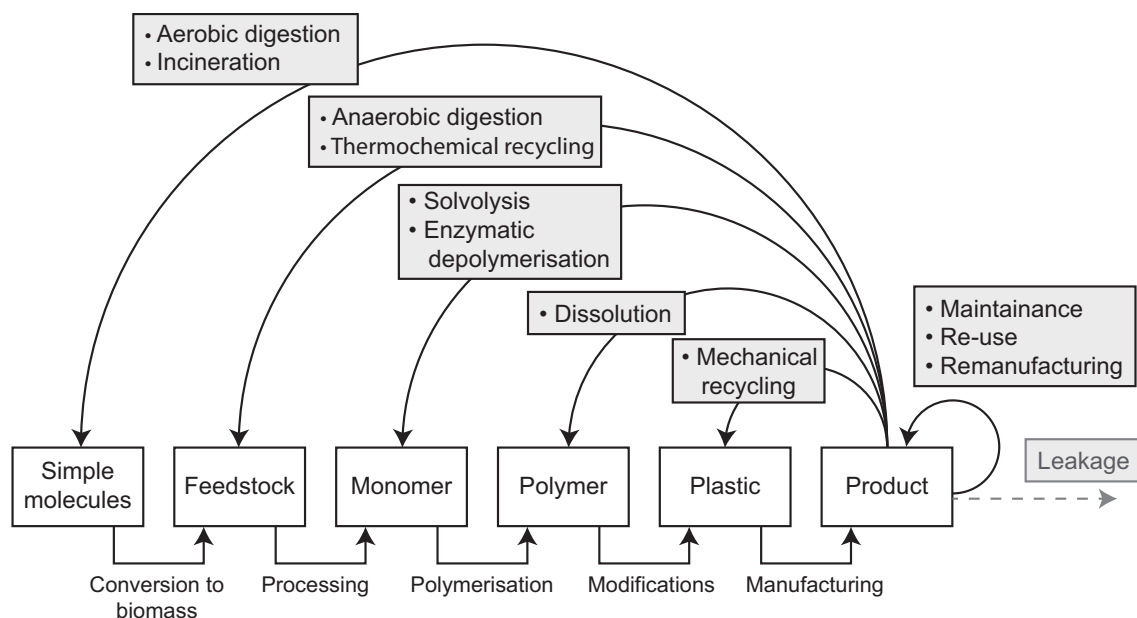 • Aerobic digestion
• Incineration
• Anaerobic digestion
• Thermochemical recycling
• Solvolysis
• Enzymatic
depolymerisation
• Dissolution
• Mechanical
recycling
• Maintainance
• Re-use
• Remanufacturing
Leakage
Simple
molecules
Feedstock
Monomer
Polymer
Plastic
Product
Conversion to
biomass
Processing
Polymerisation
Modifications
Manufacturing